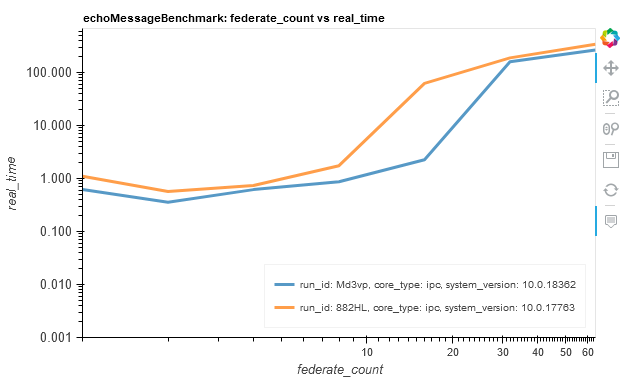 echoMessageBenchmark: federate_count vs real_time
100.000
10.000
1.000
0.100
0.010
0.001
real_time
run_id: Md3vp, core_type: ipc, system_version: 10.0.18362
run_id: 882HL, core_type: ipc, system_version: 10.0.17763
10 20 30 40 50 60
federate_count